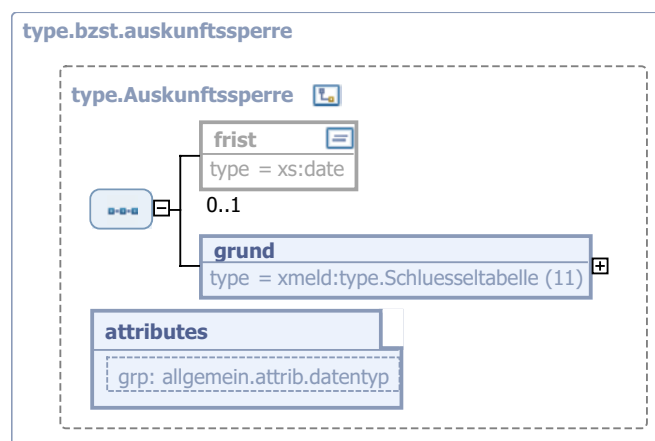 type.bzst.auskunftssperre
type.Auskunftssperre
frist
type = xs:date
0..1
grund
type = xmeld:type.Schluesseltabelle (11)
attributes
grp: allgemein.attrib.datentyp